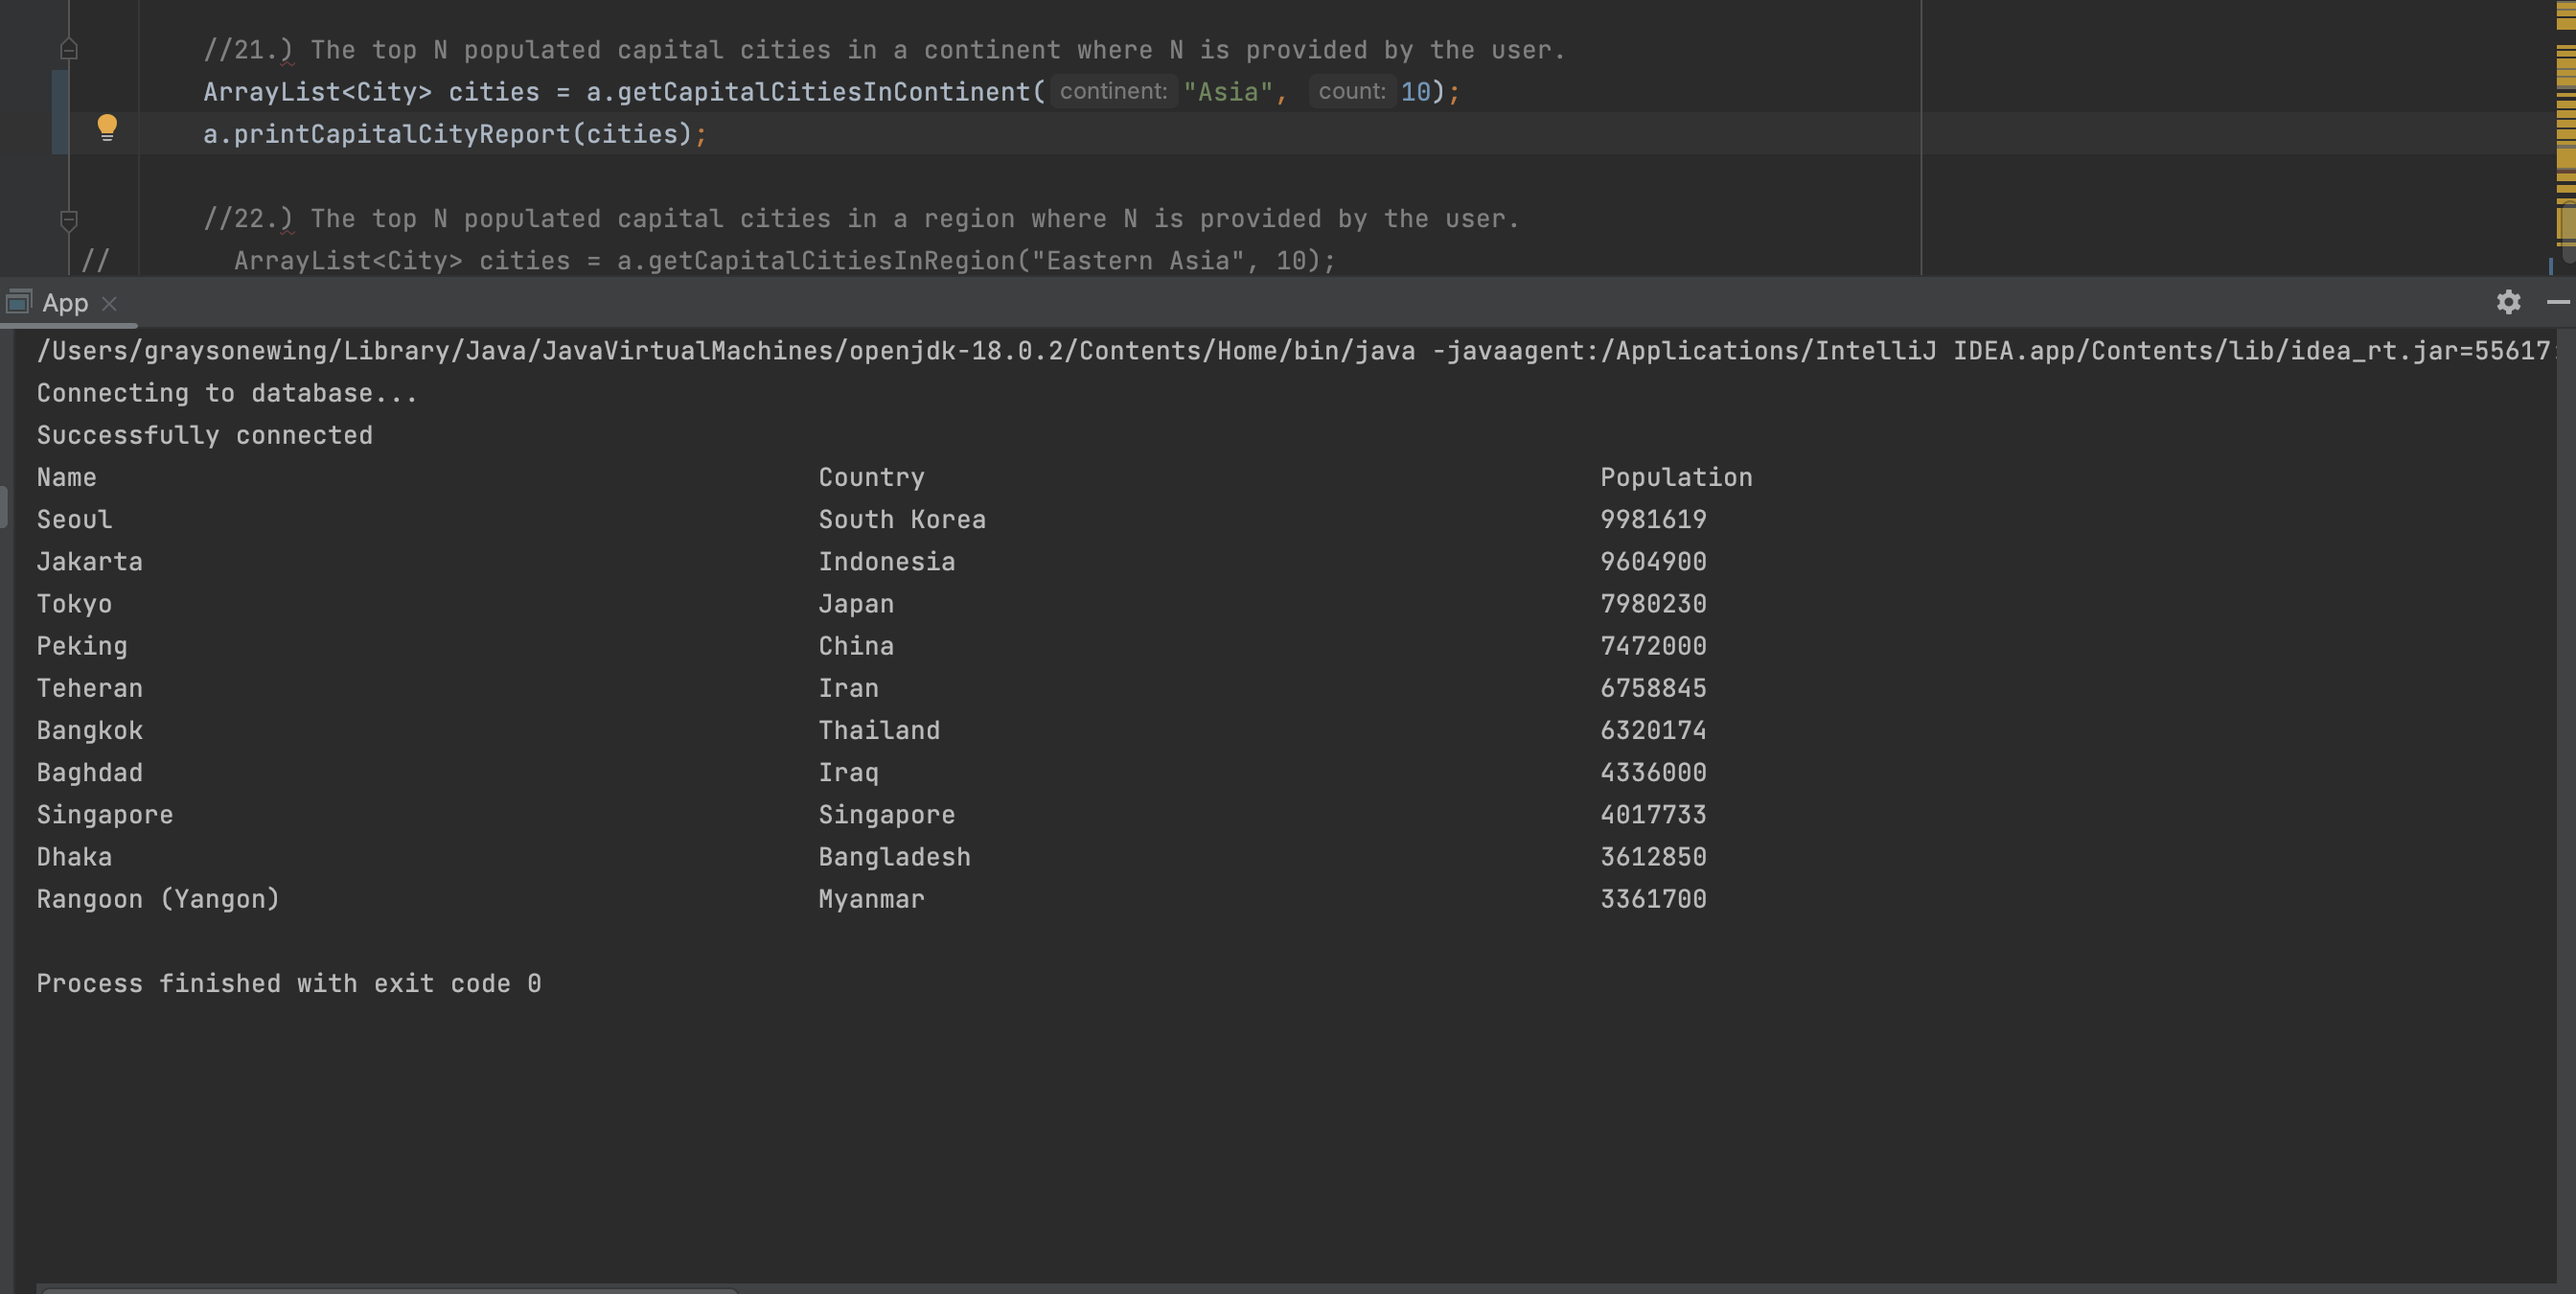 //21.) The top N populated capital cities in a continent where N is provided by the user.
ArrayList<City> cities = a.getCapitalCitiesInContinent( continent: "Asia", count: 10);
a.printCapitalCityReport(cities);
//22.) The top N populated capital cities in a region where N is provided by the user.
// ArrayList<City> cities = a.getCapitalCitiesInRegion("Eastern Asia", 10);
App
/Users/graysonewing/Library/Java/JavaVirtualMachines/openjdk-18.0.2/Contents/Home/bin/java -javaagent:/Applications/IntelliJ IDEA.app/Contents/lib/idea_rt.jar=55617:
Connecting to database...
Successfully connected
Name Country Population
Seoul South Korea 9981619
Jakarta Indonesia 9604900
Tokyo Japan 7980230
Peking China 7472000
Teheran Iran 6758845
Bangkok Thailand 6320174
Baghdad Iraq 4336000
Singapore Singapore 4017733
Dhaka Bangladesh 3612850
Rangoon (Yangon) Myanmar 3361700
Process finished with exit code 0